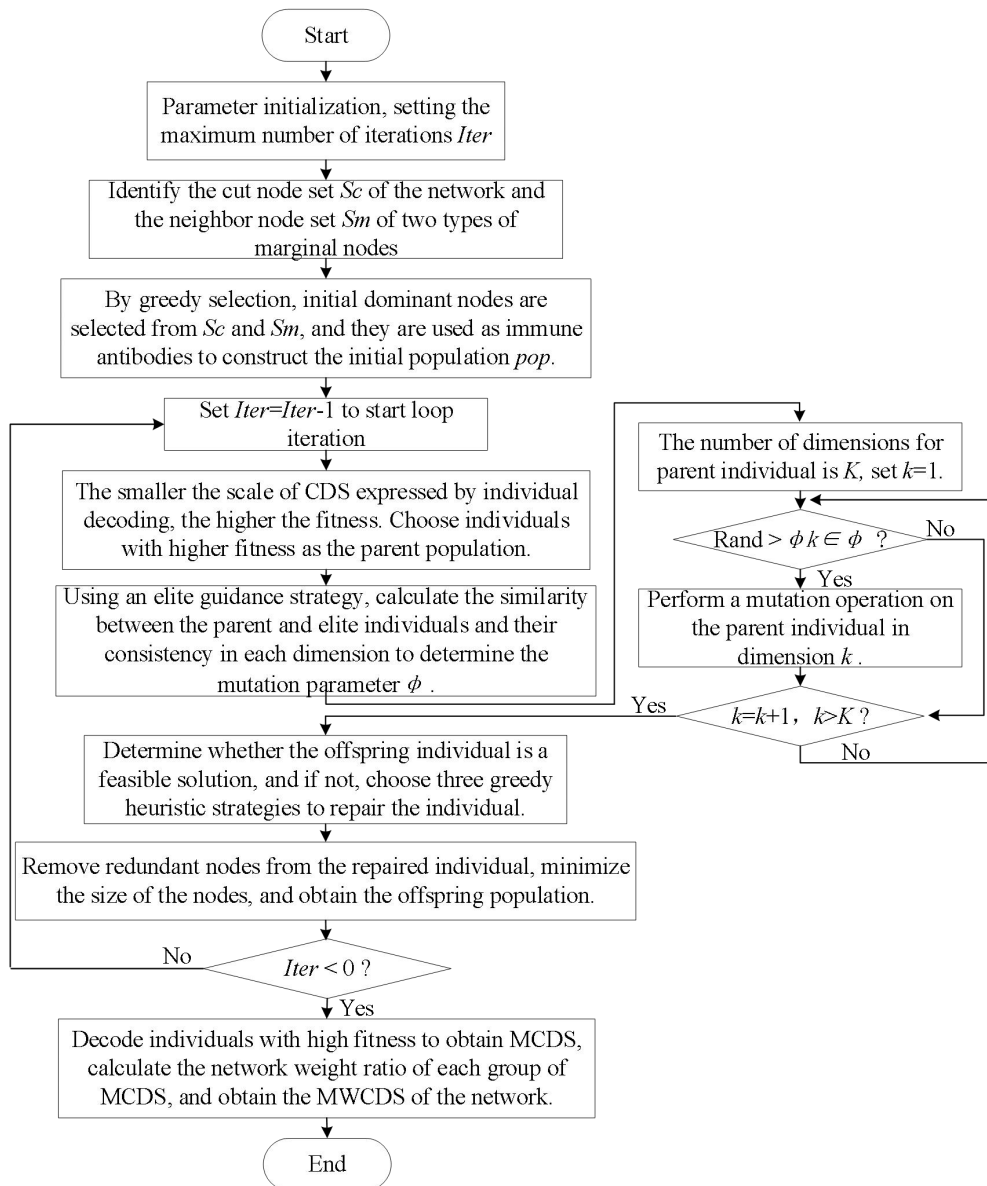 Start
Parameter initialization, setting the
maximum number of iterations Iter
Identify the cut node set Sc of the network and
the neighbor node set Sm of two types of
marginal nodes
By greedy selection, initial dominant nodes are
selected from Sc and Sm, and they are used as immune
antibodies to construct the initial population pop.
Set Iter=Iter-1 to start loop
iteration
The smaller the scale of CDS expressed by individual
decoding, the higher the fitness. Choose individuals
with higher fitness as the parent population.
Using an elite guidance strategy, calculate the similarity
between the parent and elite individuals and their
consistency in each dimension to determine the
mutation parameter ϕ .
The number of dimensions for
parent individual is K, set k=1.
Rand > ϕ k ∈ ϕ ?
No
Yes
Perform a mutation operation on
the parent individual in
dimension k .
k=k+1，k>K ?
Yes
No
Determine whether the offspring individual is a
feasible solution, and if not, choose three greedy
heuristic strategies to repair the individual.
Remove redundant nodes from the repaired individual, minimize
the size of the nodes, and obtain the offspring population.
Iter < 0 ?
No
Yes
Decode individuals with high fitness to obtain MCDS,
calculate the network weight ratio of each group of
MCDS, and obtain the MWCDS of the network.
End